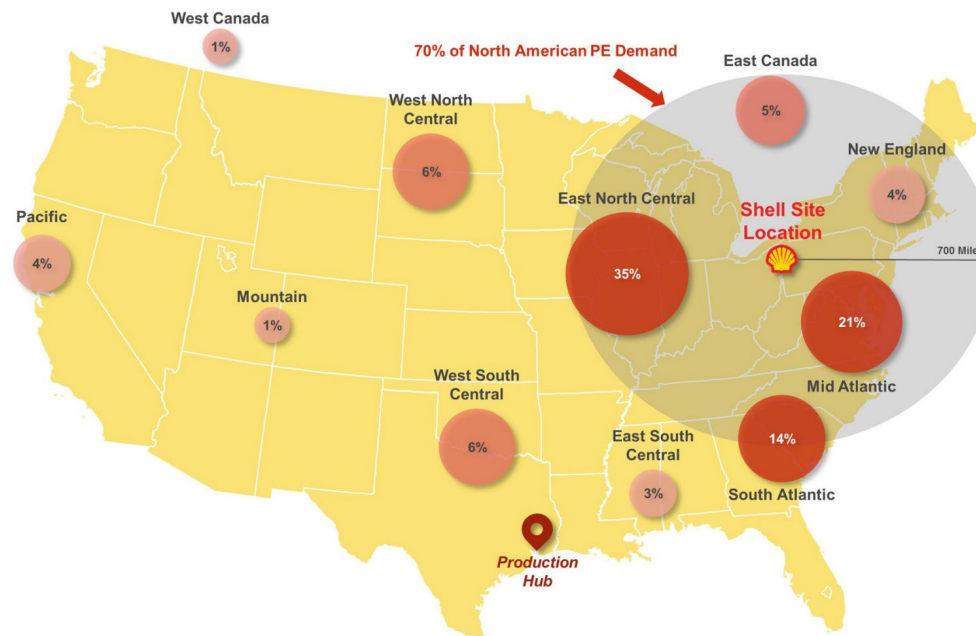 West Canada
1%
70% of North American PE Demand
East Canada
5%
West North
Central
6%
New England
4%
East North Central
35%
Shell Site
Location
700 Mile
Pacific
4%
Mountain
1%
21%
Mid Atlantic
West South
Central
6%
East South
Central
3%
14%
South Atlantic
Production
Hub